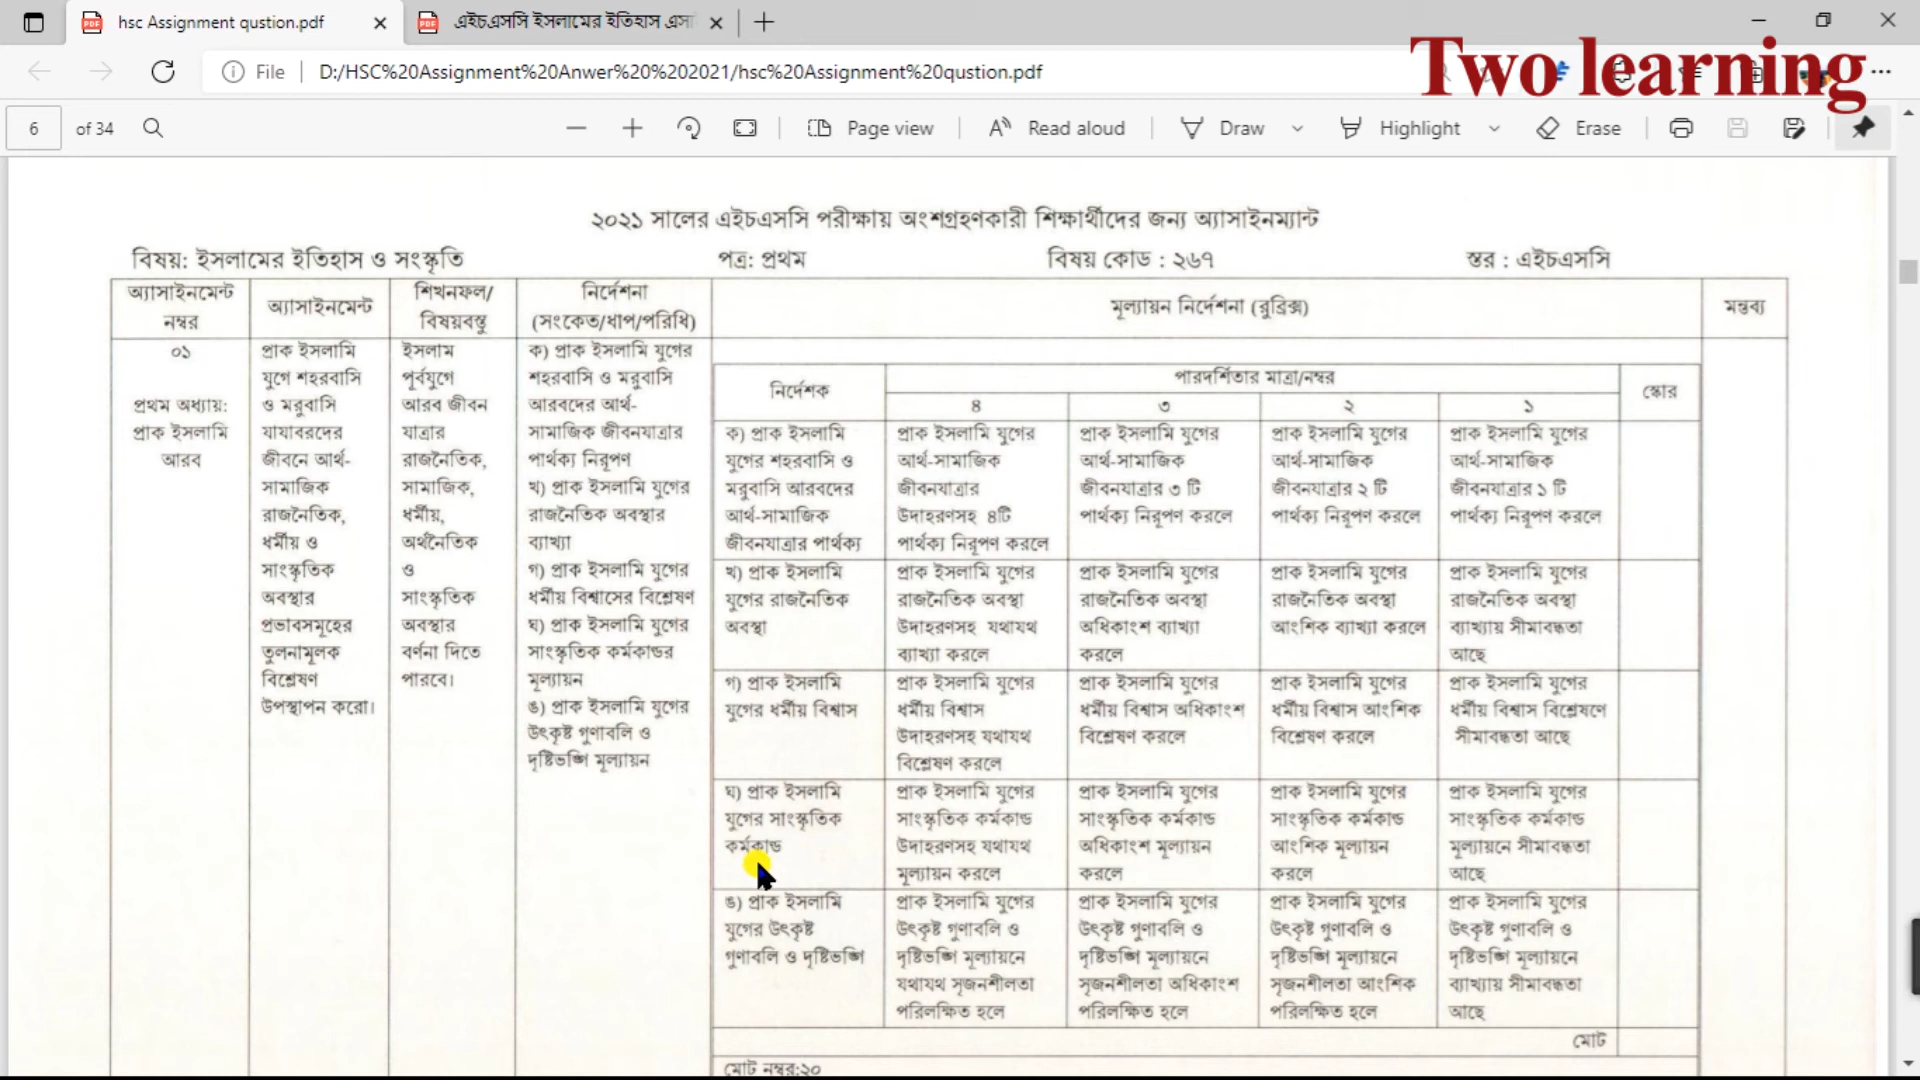 hsc Assignment qustion.pdf
এইচএসসি ইসলামের ইতিহাস এসা
File
D:/HSC%20Assignment%20Anwer%20%202021/hsc%20Assignment%20qustion.pdf
Two learning
6 of 34
Page view
Read aloud
Draw
Highlight
Erase
২০২১ সালের এইচএসসি পরীক্ষায় অংশগ্রহণকারী শিক্ষার্থীদের জন্য অ্যাসাইনম্যান্ট
বিষয়: ইসলামের ইতিহাস ও সংস্কৃতি
পত্র: প্রথম
বিষয় কোড : ২৬৭
স্তর : এইচএসসি
অ্যাসাইনমেন্ট
নম্বর
অ্যাসাইনমেন্ট
শিখনফল/
বিষয়বস্তু
নির্দেশনা
(সংকেত/ধাপ/পরিধি)
মূল্যায়ন নির্দেশনা (রুব্রিক্স)
মন্তব্য
০১
প্রথম অধ্যায়:
প্রাক ইসলামি
আরব
প্রাক ইসলামি
যুগে শহরবাসি
ও মরুবাসি
যাযাবরদের
জীবনে আর্থ-
সামাজিক
রাজনৈতিক,
ধর্মীয় ও
সাংস্কৃতিক
অবস্থার
প্রভাবসমূহের
তুলনামূলক
বিশ্লেষণ
উপস্থাপন করো।
ইসলাম
পূর্বযুগে
আরব জীবন
যাত্রার
রাজনৈতিক,
সামাজিক,
ধর্মীয়,
অর্থনৈতিক
ও
সাংস্কৃতিক
অবস্থার
বর্ণনা দিতে
পারবে।
ক) প্রাক ইসলামি যুগের
শহরবাসি ও মরুবাসি
আরবদের আর্থ-
সামাজিক জীবনযাত্রার
পার্থক্য নিরূপণ
খ) প্রাক ইসলামি যুগের
রাজনৈতিক অবস্থার
ব্যাখ্যা
গ) প্রাক ইসলামি যুগের
ধর্মীয় বিশ্বাসের বিশ্লেষণ
ঘ) প্রাক ইসলামি যুগের
সাংস্কৃতিক কর্মকান্ডর
মূল্যায়ন
ঙ) প্রাক ইসলামি যুগের
উৎকৃষ্ট গুণাবলি ও
দৃষ্টিভঙ্গি মূল্যায়ন
নির্দেশক
পারদর্শিতার মাত্রা/নম্বর
স্কোর
৪
৩
২
১
ক) প্রাক ইসলামি
যুগের শহরবাসি ও
মরুবাসি আরবদের
আর্থ-সামাজিক
জীবনযাত্রার পার্থক্য
প্রাক ইসলামি যুগের
আর্থ-সামাজিক
জীবনযাত্রার
উদাহরণসহ ৪টি
পার্থক্য নিরূপণ করলে
প্রাক ইসলামি যুগের
আর্থ-সামাজিক
জীবনযাত্রার ৩ টি
পার্থক্য নিরূপণ করলে
প্রাক ইসলামি যুগের
আর্থ-সামাজিক
জীবনযাত্রার ২ টি
পার্থক্য নিরূপণ করলে
প্রাক ইসলামি যুগের
আর্থ-সামাজিক
জীবনযাত্রার ১ টি
পার্থক্য নিরূপণ করলে
খ) প্রাক ইসলামি
যুগের রাজনৈতিক
অবস্থা
প্রাক ইসলামি যুগের
রাজনৈতিক অবস্থা
উদাহরণসহ যথাযথ
ব্যাখ্যা করলে
প্রাক ইসলামি যুগের
রাজনৈতিক অবস্থা
অধিকাংশ ব্যাখ্যা
করলে
প্রাক ইসলামি যুগের
রাজনৈতিক অবস্থা
আংশিক ব্যাখ্যা করলে
প্রাক ইসলামি যুগের
রাজনৈতিক অবস্থা
ব্যাখ্যায় সীমাবদ্ধতা
আছে
গ) প্রাক ইসলামি
যুগের ধর্মীয় বিশ্বাস
প্রাক ইসলামি যুগের
ধর্মীয় বিশ্বাস
উদাহরণসহ যথাযথ
বিশ্লেষণ করলে
প্রাক ইসলামি যুগের
ধর্মীয় বিশ্বাস অধিকাংশ
বিশ্লেষণ করলে
প্রাক ইসলামি যুগের
ধর্মীয় বিশ্বাস আংশিক
বিশ্লেষণ করলে
প্রাক ইসলামি যুগের
ধর্মীয় বিশ্বাস বিশ্লেষণে
সীমাবদ্ধতা আছে
ঘ) প্রাক ইসলামি
যুগের সাংস্কৃতিক
কর্মকান্ড
প্রাক ইসলামি যুগের
সাংস্কৃতিক কর্মকান্ড
উদাহরণসহ যথাযথ
মূল্যায়ন করলে
প্রাক ইসলামি যুগের
সাংস্কৃতিক কর্মকান্ড
অধিকাংশ মূল্যায়ন
করলে
প্রাক ইসলামি যুগের
সাংস্কৃতিক কর্মকান্ড
আংশিক মূল্যায়ন
করলে
প্রাক ইসলামি যুগের
সাংস্কৃতিক কর্মকান্ড
মূল্যায়নে সীমাবদ্ধতা
আছে
ঙ) প্রাক ইসলামি
যুগের উৎকৃষ্ট
গুণাবলি ও দৃষ্টিভঙ্গি
প্রাক ইসলামি যুগের
উৎকৃষ্ট গুণাবলি ও
দৃষ্টিভঙ্গি মূল্যায়নে
যথাযথ সৃজনশীলতা
পরিলক্ষিত হলে
প্রাক ইসলামি যুগের
উৎকৃষ্ট গুণাবলি ও
দৃষ্টিভঙ্গি মূল্যায়নে
সৃজনশীলতা অধিকাংশ
পরিলক্ষিত হলে
প্রাক ইসলামি যুগের
উৎকৃষ্ট গুণাবলি ও
দৃষ্টিভঙ্গি মূল্যায়নে
সৃজনশীলতা আংশিক
পরিলক্ষিত হলে
প্রাক ইসলামি যুগের
উৎকৃষ্ট গুণাবলি ও
দৃষ্টিভঙ্গি মূল্যায়নে
ব্যাখ্যায় সীমাবদ্ধতা
আছে
মোট
মোট নম্বর:২০